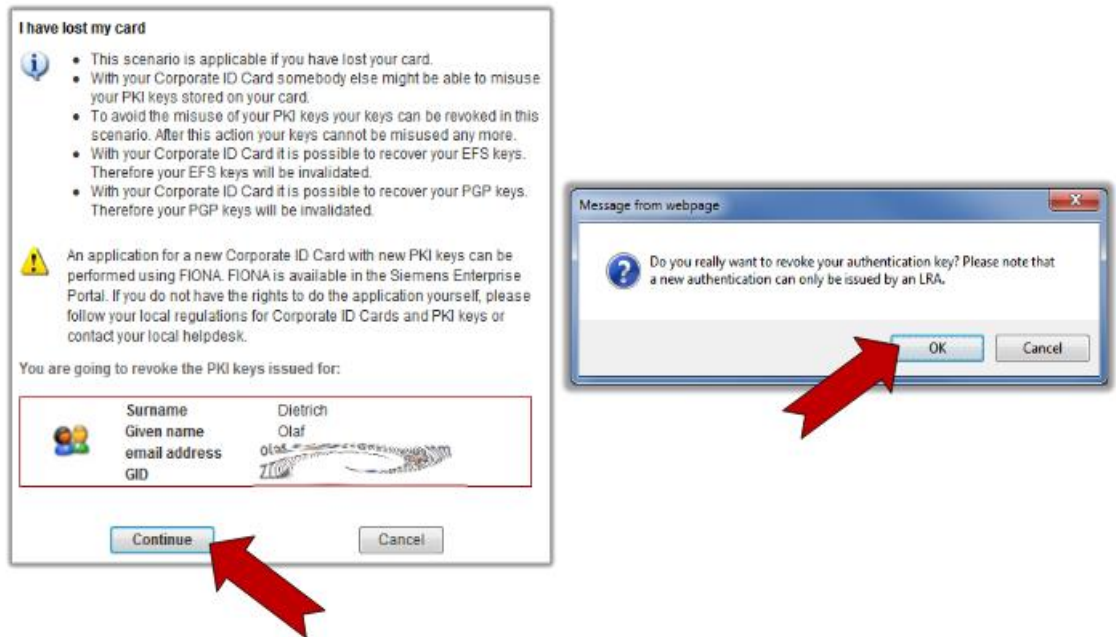 I have lost my card
• This scenario is applicable if you have lost your card.
• With your Corporate ID Card somebody else might be able to misuse
your PKI keys stored on your card.
• To avoid the misuse of your PKI keys your keys can be revoked in this
scenario. After this action your keys cannot be misused any more.
• With your Corporate ID Card it is possible to recover your EFS keys.
Therefore your EFS keys will be invalidated.
• With your Corporate ID Card it is possible to recover your PGP keys.
Therefore your PGP keys will be invalidated.
An application for a new Corporate ID Card with new PKI keys can be
performed using FIONA. FIONA is available in the Siemens Enterprise
Portal. If you do not have the rights to do the application yourself, please
follow your local regulations for Corporate ID Cards and PKI keys or
contact your local helpdesk.
You are going to revoke the PKI keys issued for:
Surname Dietrich
Given name Olaf
email address
GID
Continue Cancel
Message from webpage
Do you really want to revoke your authentication key? Please note that
a new authentication can only be issued by an LRA.
OK Cancel